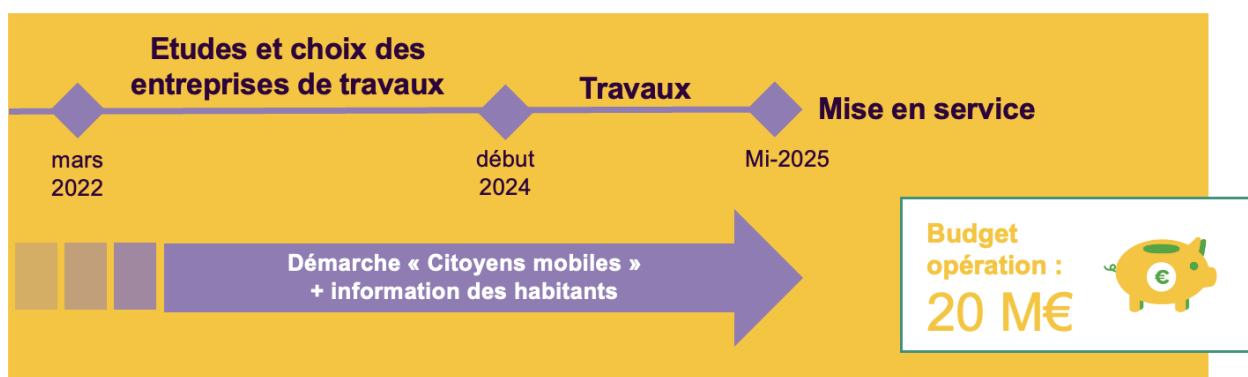 Etudes et choix des
entreprises de travaux
Travaux
Mise en service
mars
2022
début
2024
Mi-2025
Démarche « Citoyens mobiles »
+ information des habitants
Budget
opération :
20 M€
€